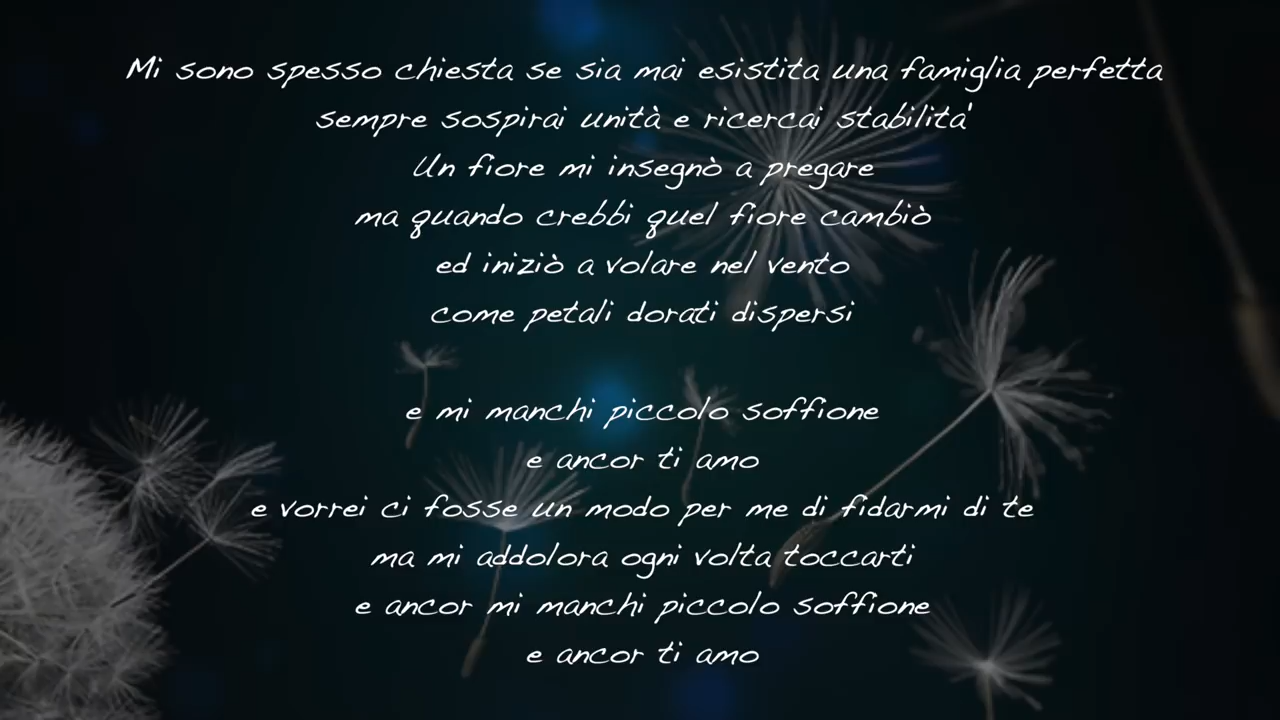 Mi sono spesso chiesta se sia mai esistita una famiglia perfetta
sempre sospirai unità e ricercai stabilita'
Un fiore mi insegnò a pregare
ma quando crebbi quel fiore cambiò
ed iniziò a volare nel vento
come petali dorati dispersi
e mi manchi piccolo soffione
e ancor ti amo
e vorrei ci fosse un modo per me di fidarmi di te
ma mi addolora ogni volta toccarti
e ancor mi manchi piccolo soffione
e ancor ti amo